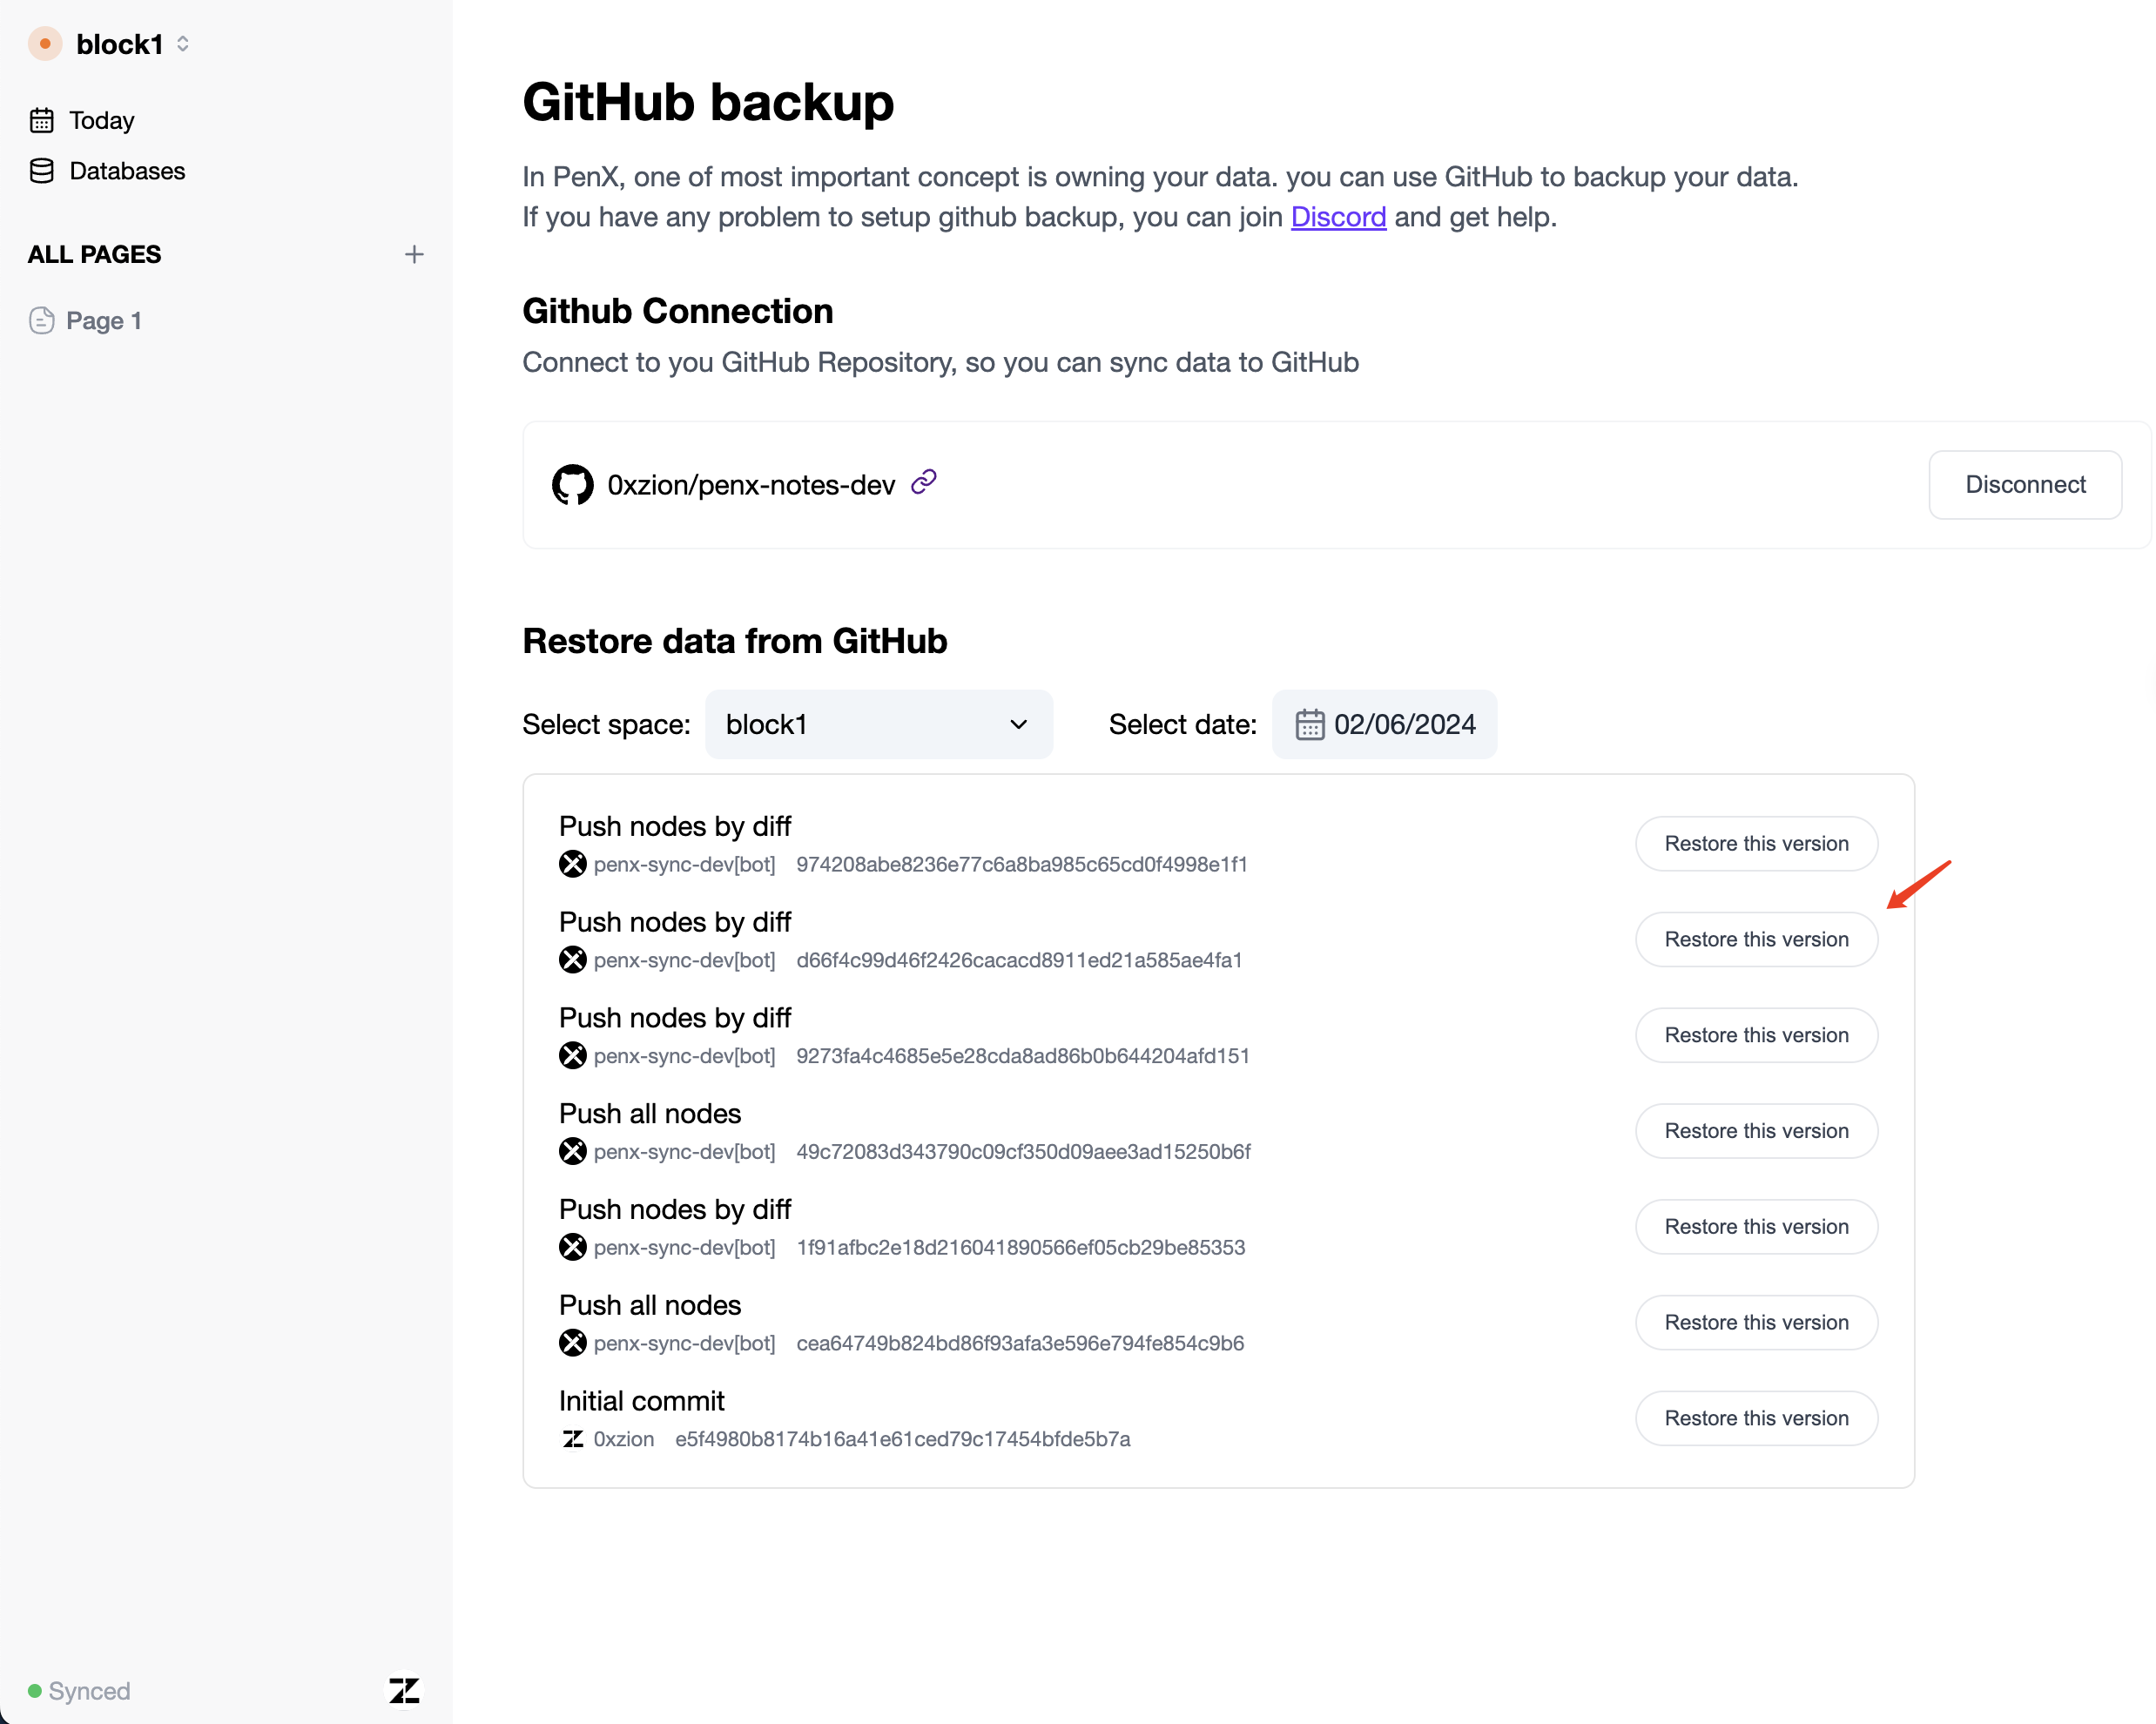 block1
Today
Databases
ALL PAGES
Page 1
Synced
GitHub backup
In PenX, one of most important concept is owning your data. you can use GitHub to backup your data.
If you have any problem to setup github backup, you can join Discord and get help.
Github Connection
Connect to you GitHub Repository, so you can sync data to GitHub
0xzion/penx-notes-dev
Disconnect
Restore data from GitHub
Select space: block1 Select date: 02/06/2024
Push nodes by diff
penx-sync-dev[bot] 974208abe8236e77c6a8ba985c65cd0f4998e1f1
Restore this version
Push nodes by diff
penx-sync-dev[bot] d66f4c99d46f2426cacacd8911ed21a585ae4fa1
Restore this version
Push nodes by diff
penx-sync-dev[bot] 9273fa4c4685e5e28cda8ad86b0b644204afd151
Restore this version
Push all nodes
penx-sync-dev[bot] 49c72083d343790c09cf350d09aee3ad15250b6f
Restore this version
Push nodes by diff
penx-sync-dev[bot] 1f91afbc2e18d216041890566ef05cb29be85353
Restore this version
Push all nodes
penx-sync-dev[bot] cea64749b824bd86f93afa3e596e794fe854c9b6
Restore this version
Initial commit
0xzion e5f4980b8174b16a41e61ced79c17454bfde5b7a
Restore this version